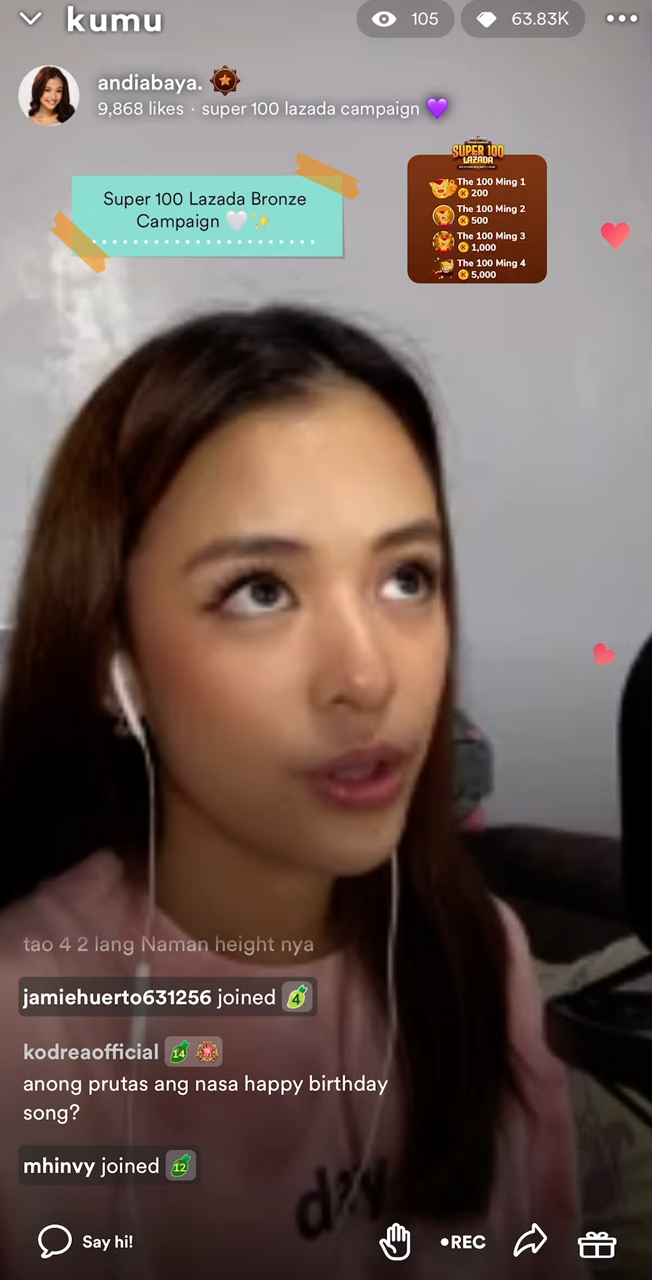 kumu
105
63.83K
andiabaya.
9,868 likes · super 100 lazada campaign 💜
Super 100 Lazada Bronze
Campaign 🤍✨
SUPER 100
LAZADA
The 100 Ming 1
K 200
The 100 Ming 2
K 500
The 100 Ming 3
K 1,000
The 100 Ming 4
K 5,000
tao 4 2 lang Naman height nya
jamiehuerto631256 joined 4
kodreaofficial 14
anong prutas ang nasa happy birthday
song?
mhinvy joined 12
Say hi!
•REC